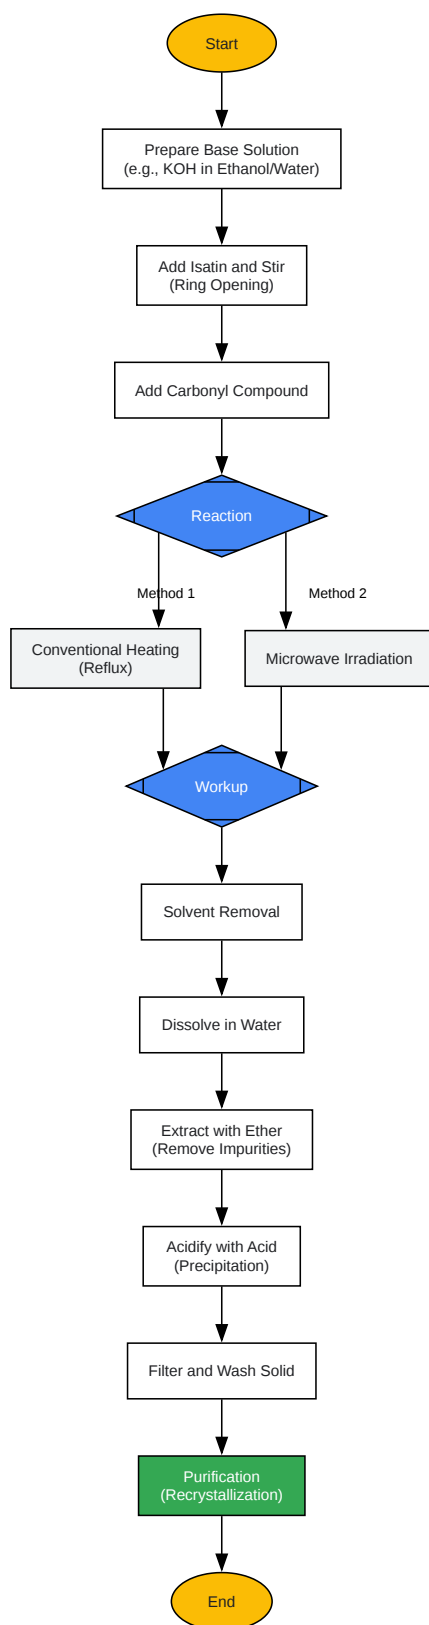 Start
Prepare Base Solution
(e.g., KOH in Ethanol/Water)
Add Isatin and Stir
(Ring Opening)
Add Carbonyl Compound
Reaction
Method 1
Method 2
Conventional Heating
(Reflux)
Microwave Irradiation
Workup
Solvent Removal
Dissolve in Water
Extract with Ether
(Remove Impurities)
Acidify with Acid
(Precipitation)
Filter and Wash Solid
Purification
(Recrystallization)
End